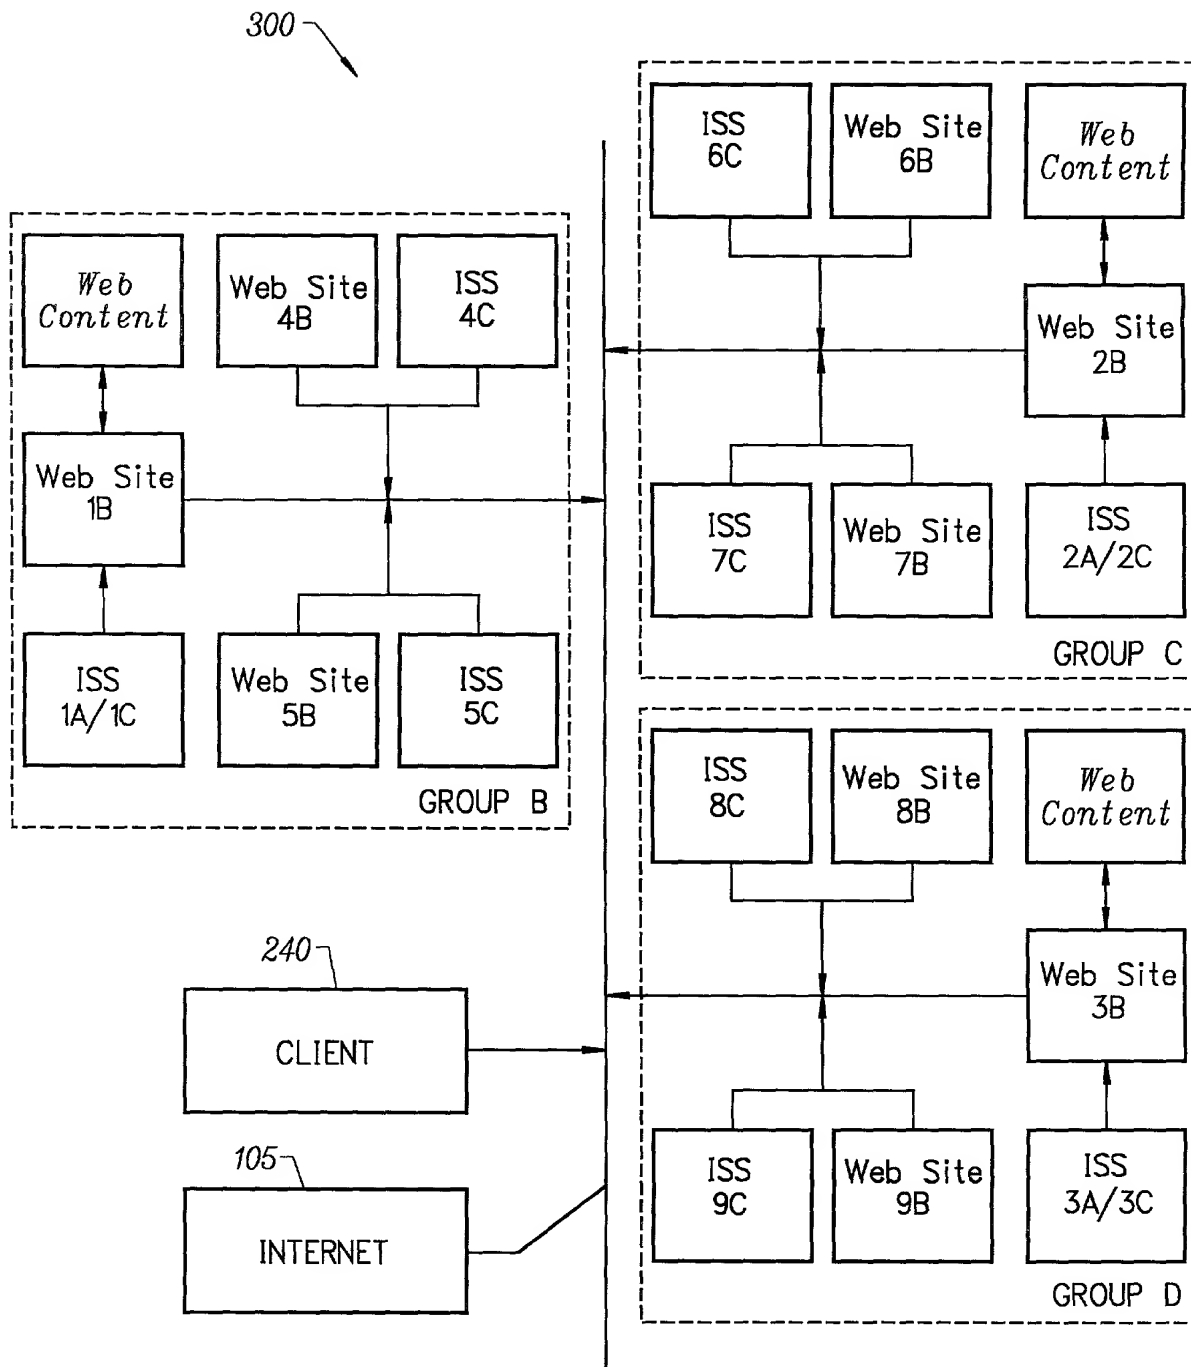 300
ISS
6C
Web Site
6B
Web
Content
Web
Content
Web Site
4B
ISS
4C
Web Site
2B
Web Site
1B
ISS
7C
Web Site
7B
ISS
2A/2C
GROUP C
ISS
1A/1C
Web Site
5B
ISS
5C
GROUP B
ISS
8C
Web Site
8B
Web
Content
240
CLIENT
Web Site
3B
105
INTERNET
ISS
9C
Web Site
9B
ISS
3A/3C
GROUP D